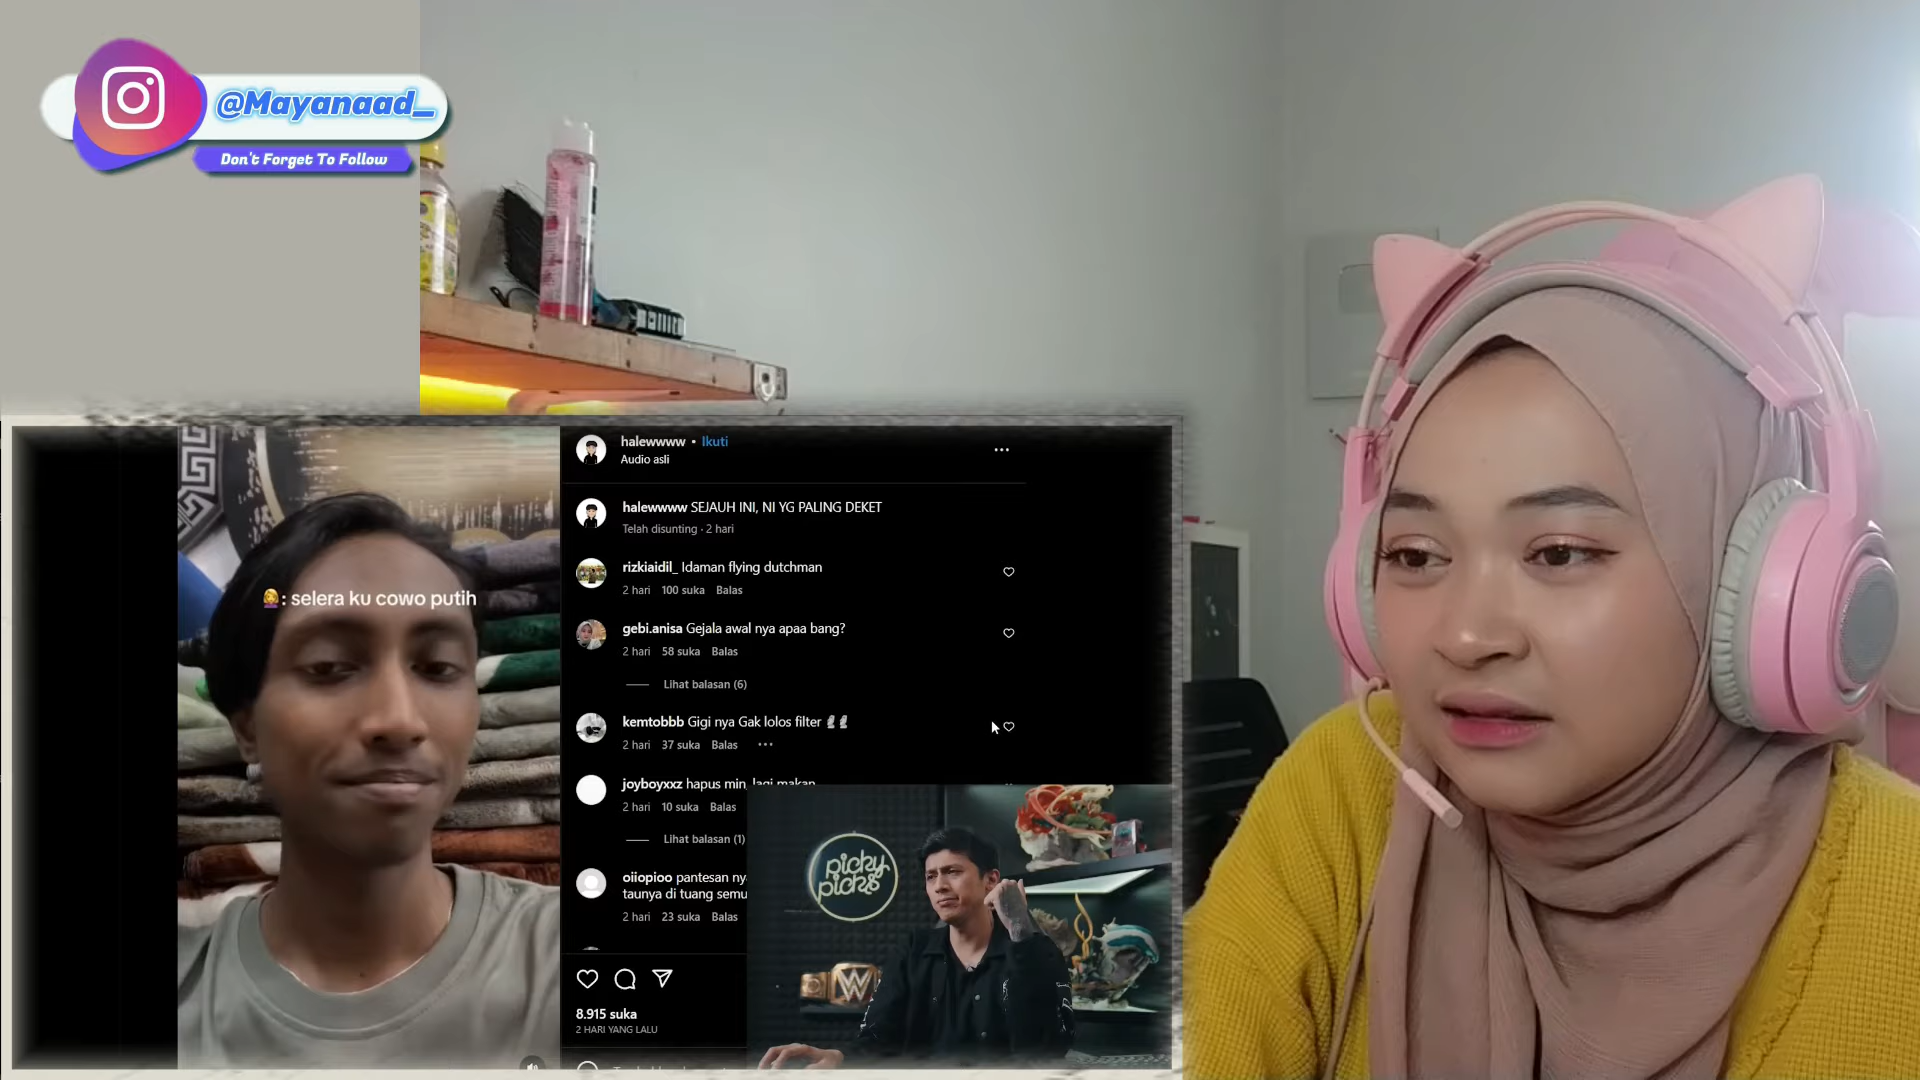 @Mayanaad_
Don't Forget To Follow
halewwww • Ikuti
Audio asli
halewwww SEJAUH INI, NI YG PALING DEKET
Telah disunting · 2 hari
rizkiaidil_ Idaman flying dutchman
2 hari 100 suka Balas
: selera ku cowo putih
gebi.anisa Gejala awal nya apaa bang?
2 hari 58 suka Balas
Lihat balasan (6)
kemtobbb Gigi nya Gak lolos filter
2 hari 37 suka Balas
joyboyxxz hapus min, lagi makan
2 hari 10 suka Balas
Lihat balasan (1)
oiiopioo pantesan ny
taunya di tuang semu
2 hari 23 suka Balas
picky
picks
W
8.915 suka
2 HARI YANG LALU